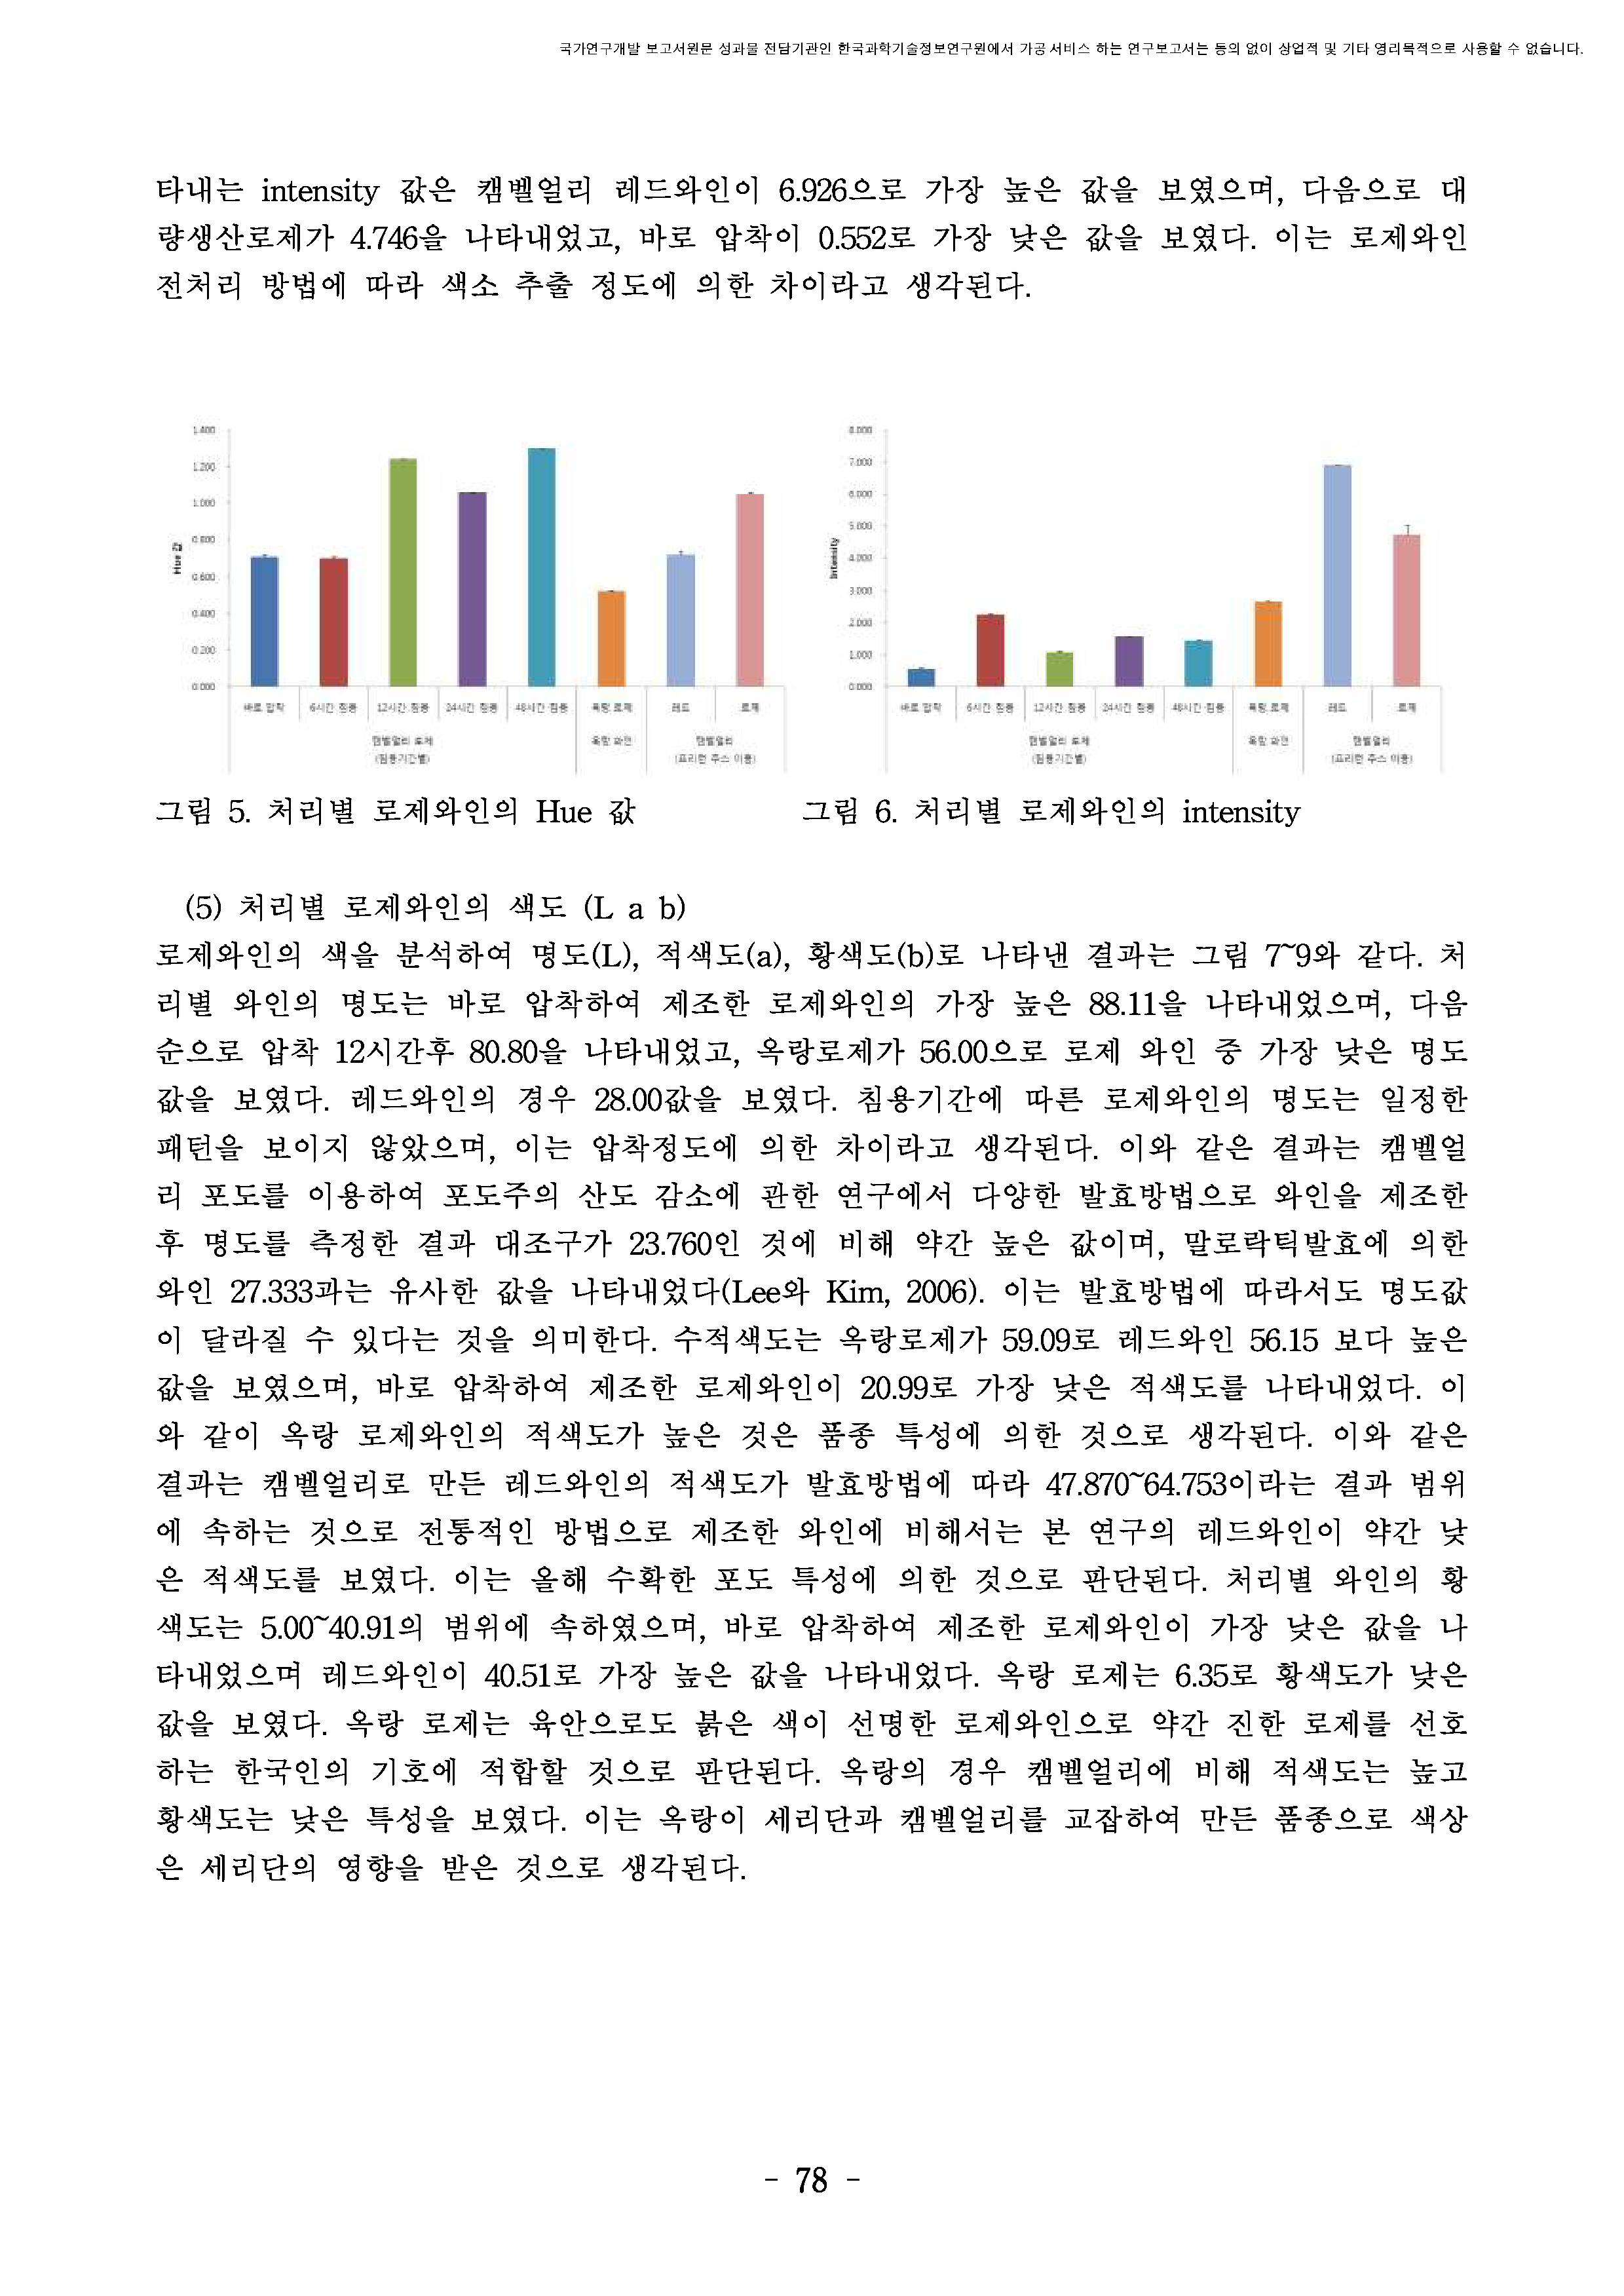 국가연구개발 보고서원문 성과물 전담기관인 한국과학기술정보연구원에서 가공·서비스 하는 연구보고서는 동의 없이 상업적 및 기타 영리목적으로 사용할 수 없습니다.
타내는 intensity 값은 캠벨얼리 레드와인이 6.926으로 가장 높은 값을 보였으며, 다음으로 대
량생산로제가 4.746을 나타내었고, 바로 압착이 0.552로 가장 낮은 값을 보였다. 이는 로제와인
전처리 방법에 따라 색소 추출 정도에 의한 차이라고 생각된다.
1.400
1.200
1.000
0.800
0.600
0.400
0.200
0.000
Hue 값
바로 압착 6시간 침용 12시간 침용 24시간 침용 48시간 침용 옥랑 로제 레드 로제
캠벨얼리 로제 옥랑 와인 캠벨얼리
(침용기간별) (프리런 주스 이용)
8.000
7.000
6.000
5.000
4.000
3.000
2.000
1.000
0.000
Intensity
바로 압착 6시간 침용 12시간 침용 24시간 침용 48시간 침용 옥랑 로제 레드 로제
캠벨얼리 로제 옥랑 와인 캠벨얼리
(침용기간별) (프리런 주스 이용)
그림 5. 처리별 로제와인의 Hue 값
그림 6. 처리별 로제와인의 intensity
(5) 처리별 로제와인의 색도 (L a b)
로제와인의 색을 분석하여 명도(L), 적색도(a), 황색도(b)로 나타낸 결과는 그림 7~9와 같다. 처
리별 와인의 명도는 바로 압착하여 제조한 로제와인의 가장 높은 88.11을 나타내었으며, 다음
순으로 압착 12시간후 80.80을 나타내었고, 옥랑로제가 56.00으로 로제 와인 중 가장 낮은 명도
값을 보였다. 레드와인의 경우 28.00값을 보였다. 침용기간에 따른 로제와인의 명도는 일정한
패턴을 보이지 않았으며, 이는 압착정도에 의한 차이라고 생각된다. 이와 같은 결과는 캠벨얼
리 포도를 이용하여 포도주의 산도 감소에 관한 연구에서 다양한 발효방법으로 와인을 제조한
후 명도를 측정한 결과 대조구가 23.760인 것에 비해 약간 높은 값이며, 말로락틱발효에 의한
와인 27.333과는 유사한 값을 나타내었다(Lee와 Kim, 2006). 이는 발효방법에 따라서도 명도값
이 달라질 수 있다는 것을 의미한다. 수적색도는 옥랑로제가 59.09로 레드와인 56.15 보다 높은
값을 보였으며, 바로 압착하여 제조한 로제와인이 20.99로 가장 낮은 적색도를 나타내었다. 이
와 같이 옥랑 로제와인의 적색도가 높은 것은 품종 특성에 의한 것으로 생각된다. 이와 같은
결과는 캠벨얼리로 만든 레드와인의 적색도가 발효방법에 따라 47.870~64.753이라는 결과 범위
에 속하는 것으로 전통적인 방법으로 제조한 와인에 비해서는 본 연구의 레드와인이 약간 낮
은 적색도를 보였다. 이는 올해 수확한 포도 특성에 의한 것으로 판단된다. 처리별 와인의 황
색도는 5.00~40.91의 범위에 속하였으며, 바로 압착하여 제조한 로제와인이 가장 낮은 값을 나
타내었으며 레드와인이 40.51로 가장 높은 값을 나타내었다. 옥랑 로제는 6.35로 황색도가 낮은
값을 보였다. 옥랑 로제는 육안으로도 붉은 색이 선명한 로제와인으로 약간 진한 로제를 선호
하는 한국인의 기호에 적합할 것으로 판단된다. 옥랑의 경우 캠벨얼리에 비해 적색도는 높고
황색도는 낮은 특성을 보였다. 이는 옥랑이 세리단과 캠벨얼리를 교잡하여 만든 품종으로 색상
은 세리단의 영향을 받은 것으로 생각된다.
- 78 -